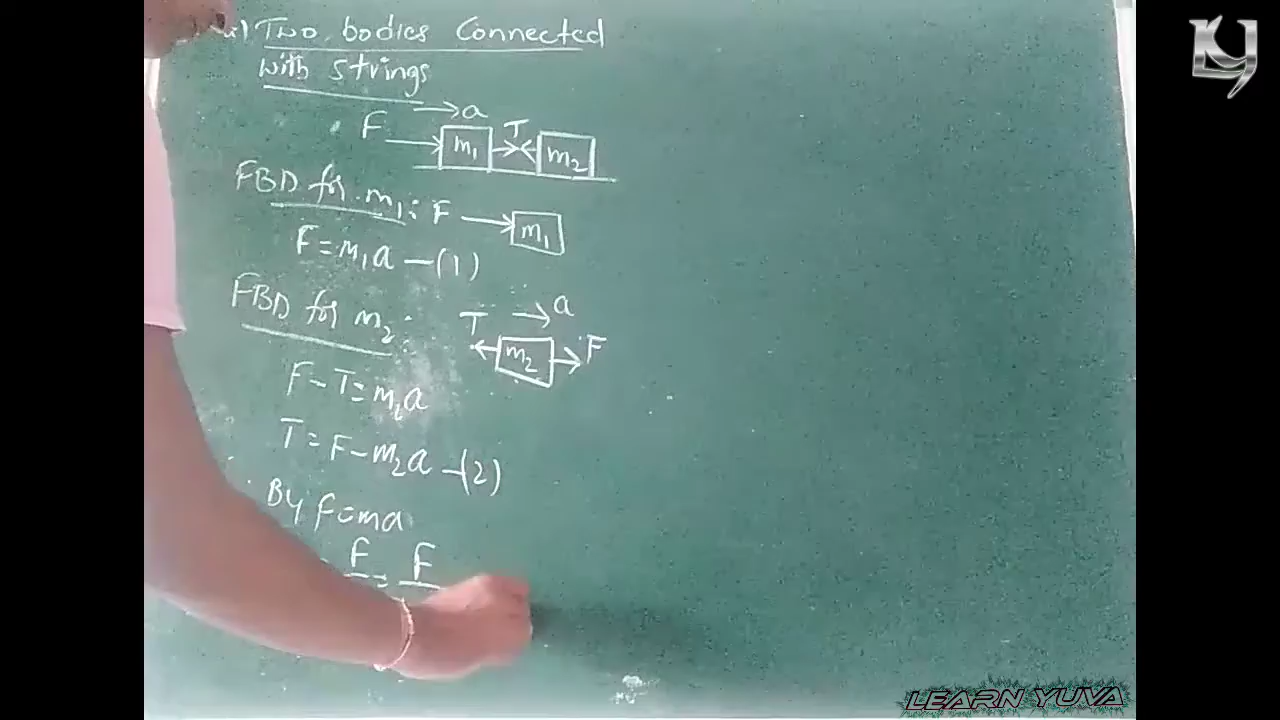 Two bodies Connected
with strings
→ a
F → m₁ T m₂
FBD for m₁: F → m₁
F = m₁a —(1)
FBD for m₂:
→ a
T ← m₂ → F
F - T = m₂a
T = F - m₂a —(2)
By F = ma
F = F
LEARN YUVA